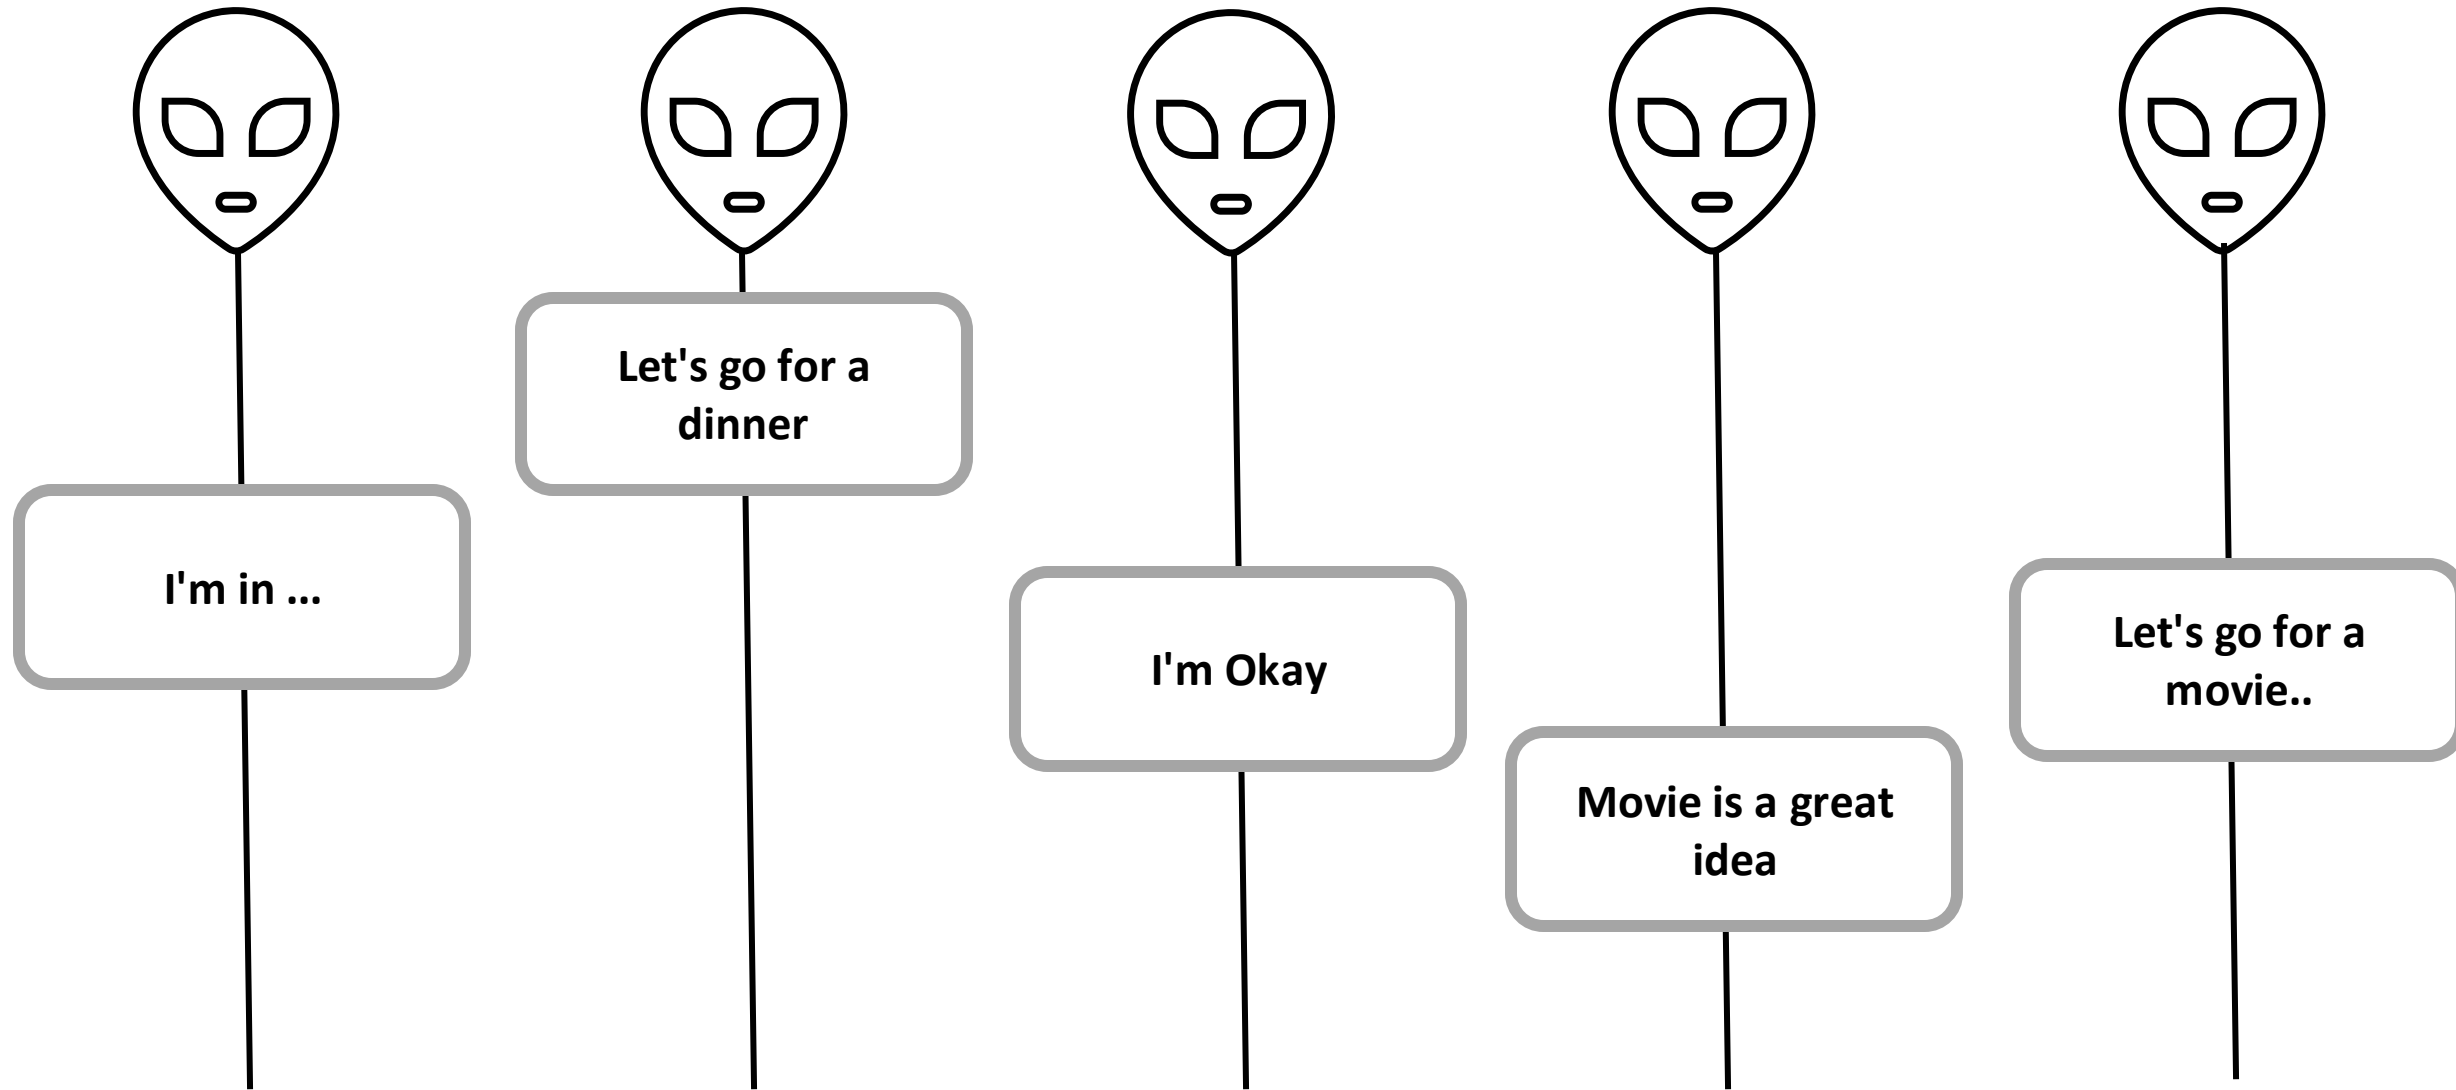 Let's go for a
dinner
I'm in ...
I'm Okay
Let's go for a
movie..
Movie is a great
idea